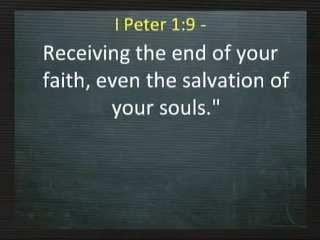 I Peter 1:9 -
Receiving the end of your
faith, even the salvation of
your souls."